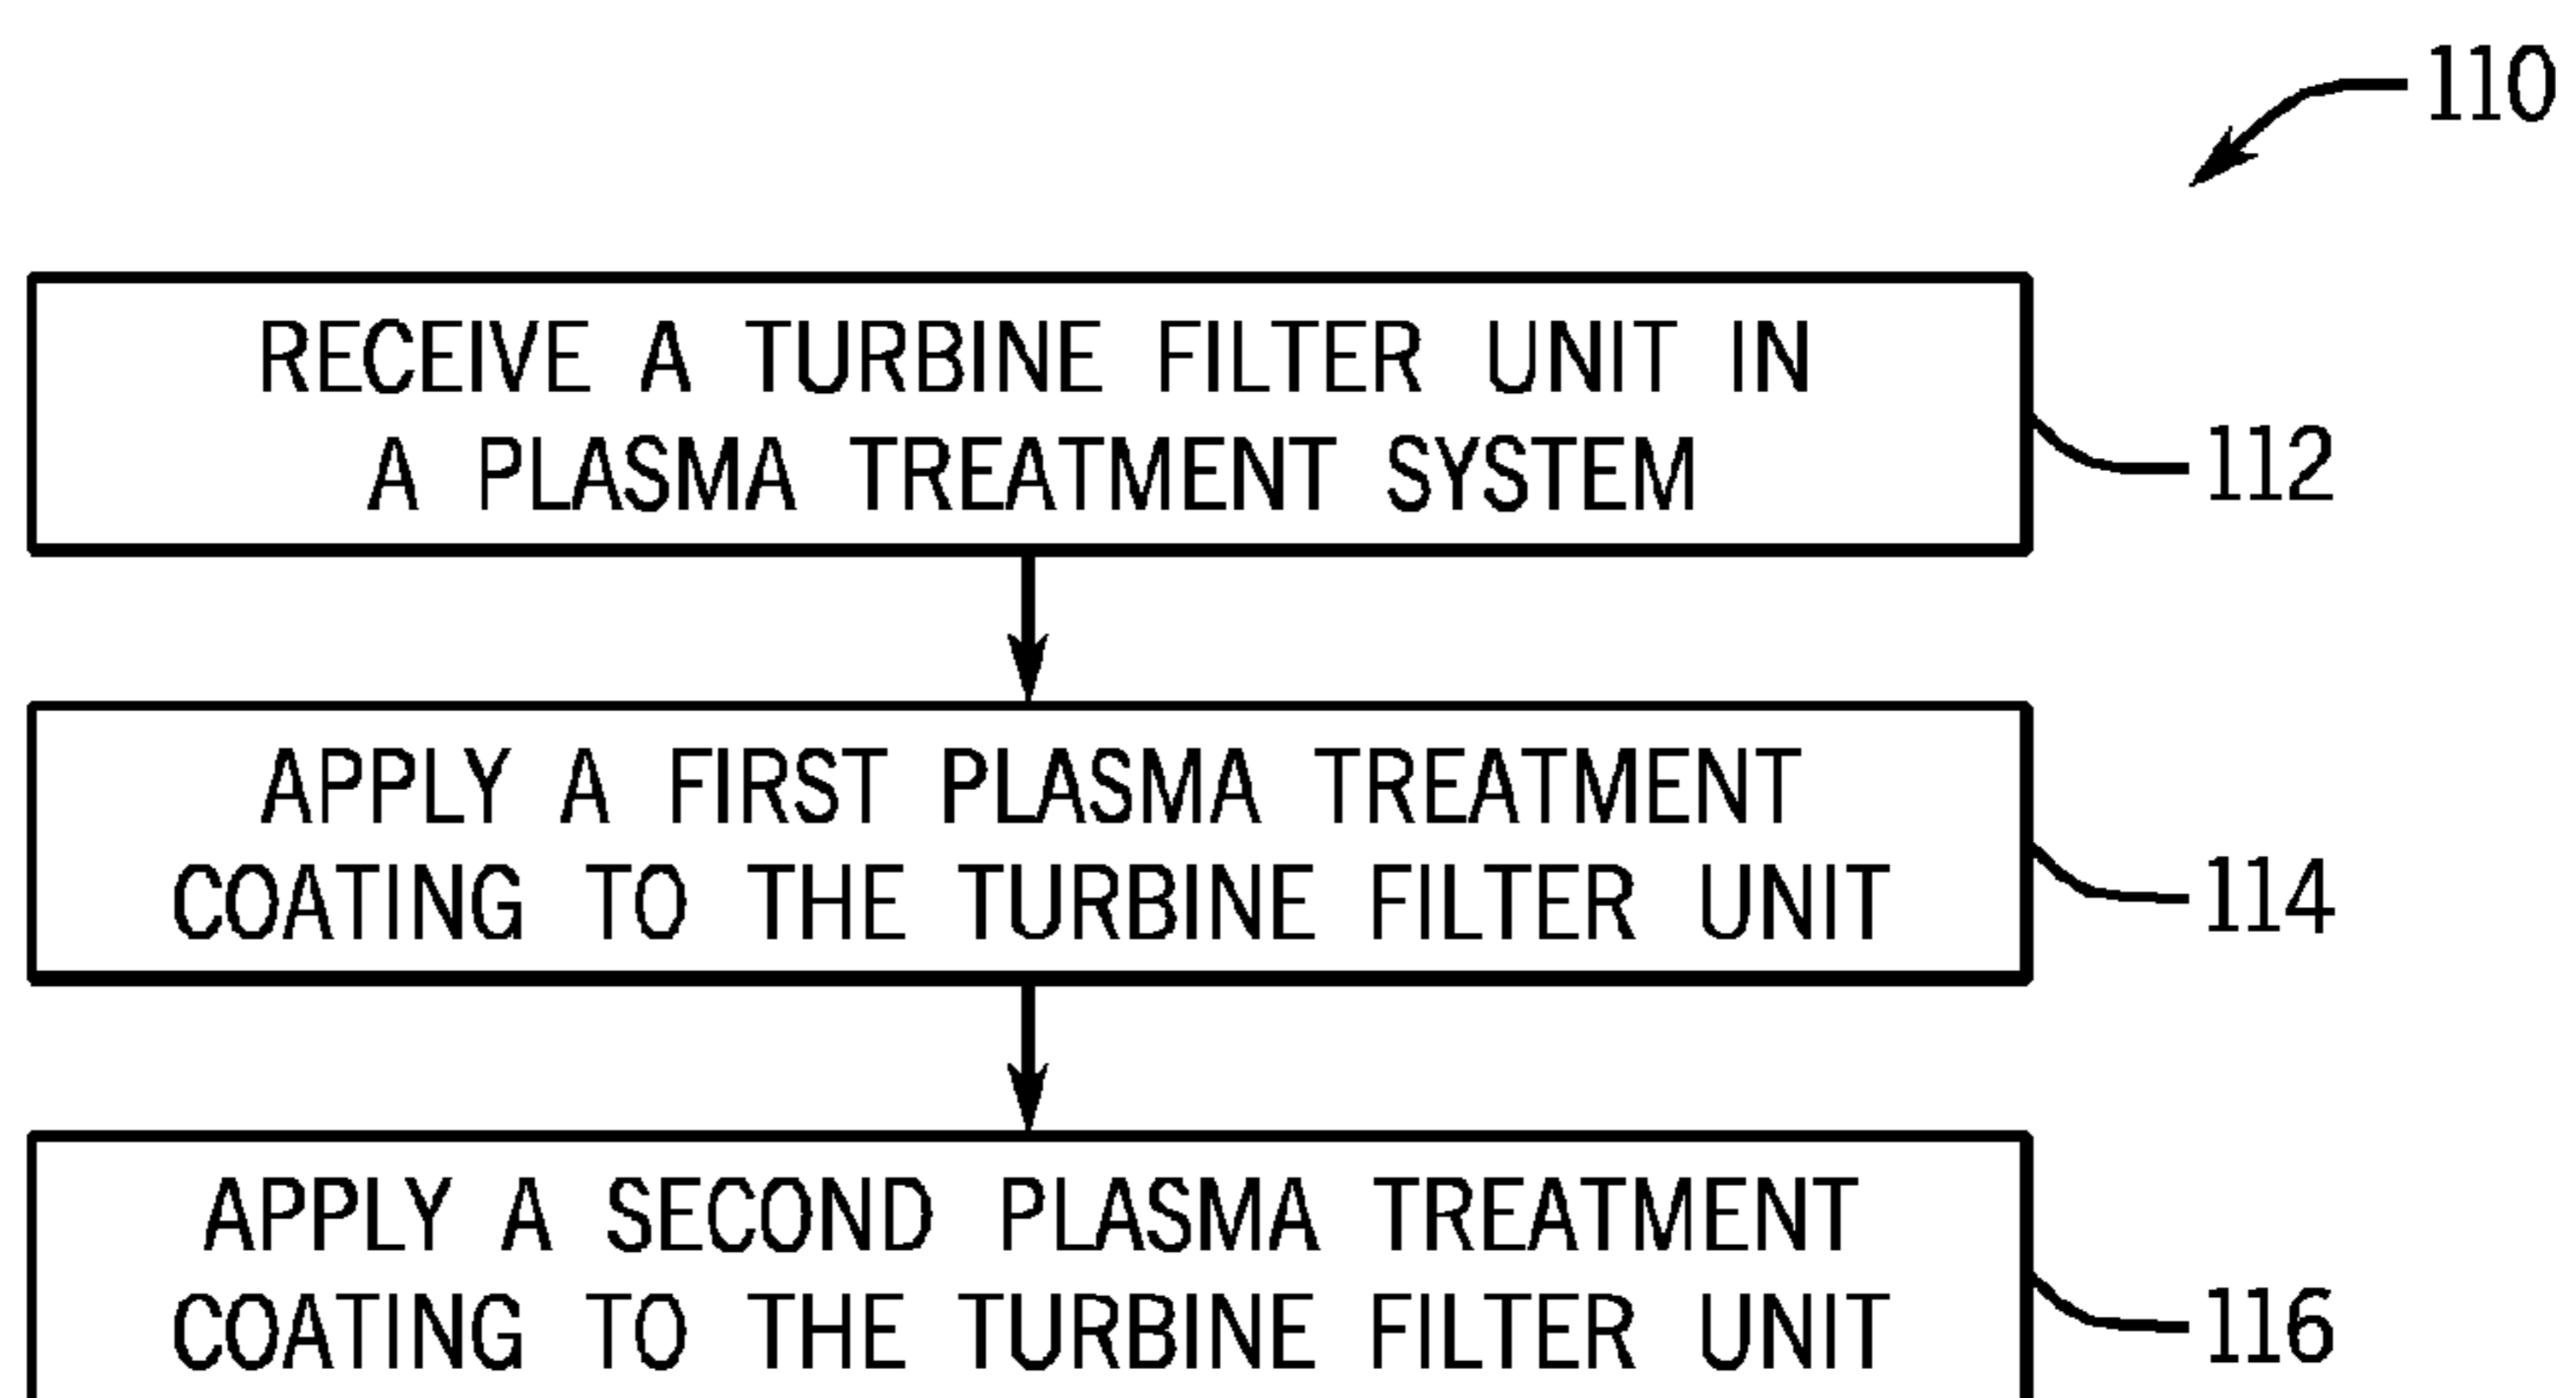 110
RECEIVE A TURBINE FILTER UNIT IN
A PLASMA TREATMENT SYSTEM
112
APPLY A FIRST PLASMA TREATMENT
COATING TO THE TURBINE FILTER UNIT
114
APPLY A SECOND PLASMA TREATMENT
COATING TO THE TURBINE FILTER UNIT
116